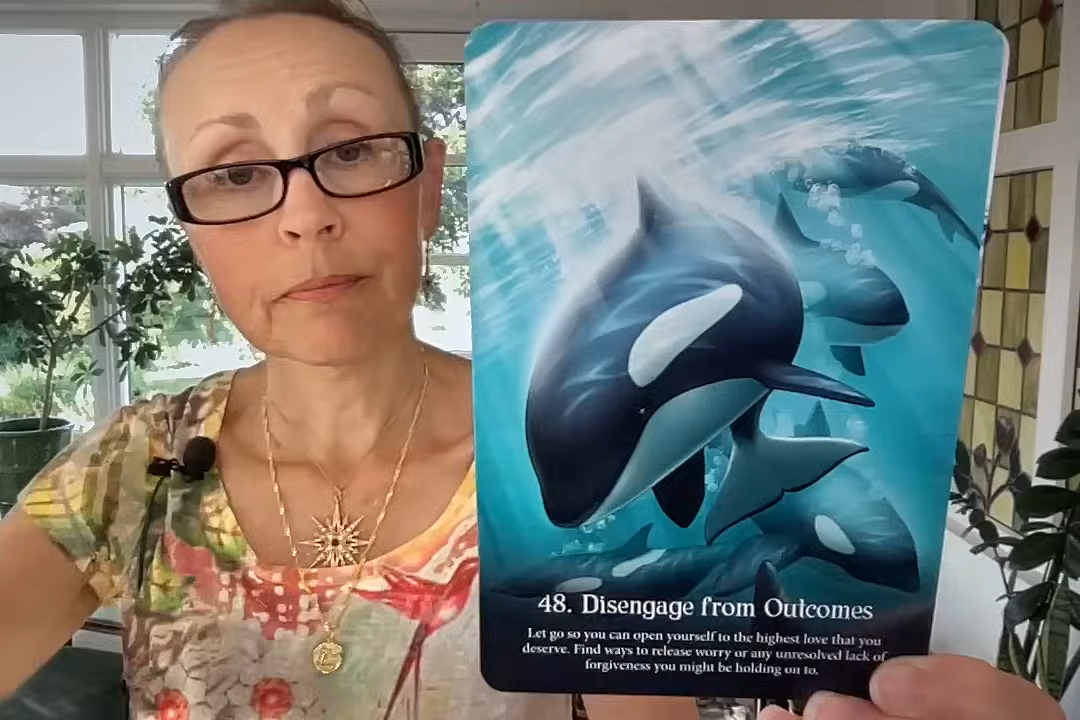 48. Disengage from Outcomes
Let go so you can open yourself to the highest love that you
deserve. Find ways to release worry or any unresolved lack of
forgiveness you might be holding on to.